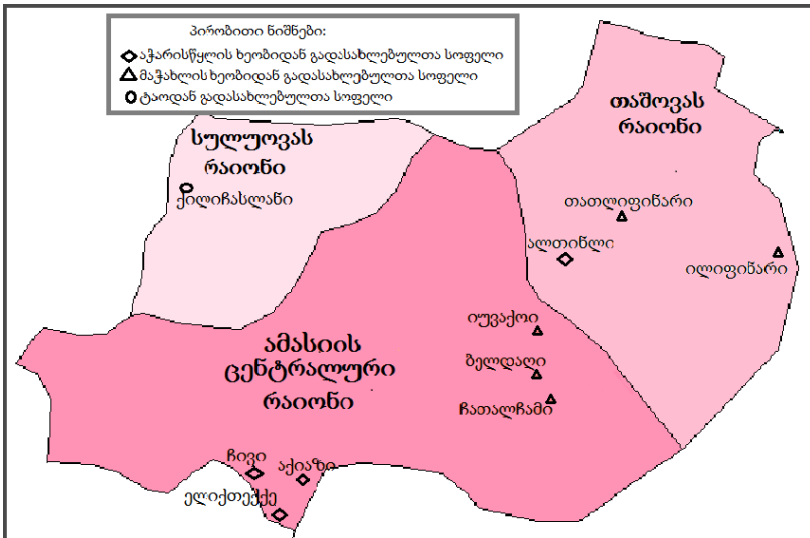 პირობითი ნიშნები:
აჭარისწყლის ხეობიდან გადასახლებულთა სოფელი
მაჭახლის ხეობიდან გადასახლებულთა სოფელი
ტაოდან გადასახლებულთა სოფელი
თაშოვას
რაიონი
სულუოვას
რაიონი
ქილიჩასლანი
თათლიფინარი
ალთინლი
ილიფინარი
იუვაქოი
ამასიის
ცენტრალური
რაიონი
ბელდაღი
ჩათალჩამი
ჩივი
აქიაზი
ელიქთექქე